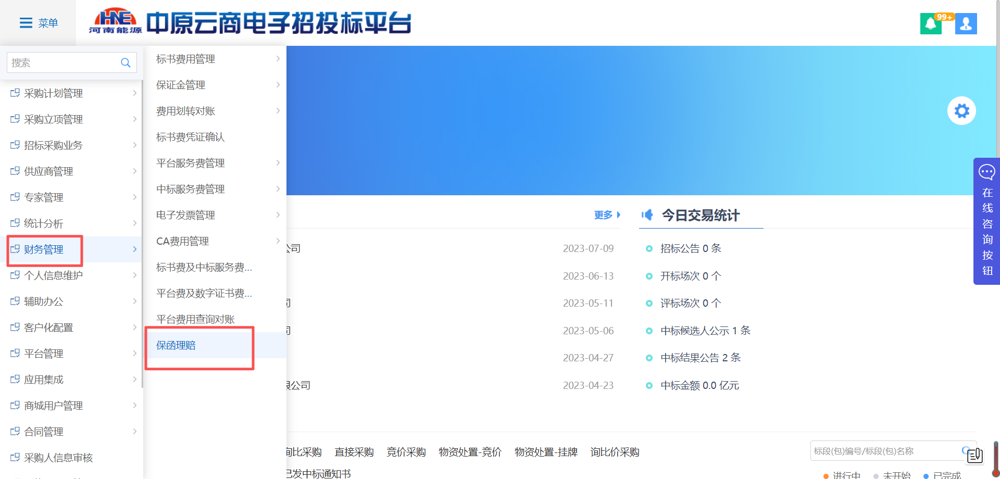 菜单
HNE
河南能源
中原云商电子招投标平台
99+
搜索
采购计划管理
采购立项管理
招标采购业务
供应商管理
专家管理
统计分析
财务管理
个人信息维护
辅助办公
客户化配置
平台管理
应用集成
商城用户管理
合同管理
采购人信息审核
标书费用管理
保证金管理
费用划转对账
标书费凭证确认
平台服务费管理
中标服务费管理
电子发票管理
CA费用管理
标书费及中标服务费...
平台费及数字证书费...
平台费用查询对账
保函理赔
更多
公司 2023-07-09
2023-06-13
司 2023-05-11
司 2023-05-06
2023-04-27
限公司 2023-04-23
今日交易统计
招标公告 0 条
开标场次 0 个
评标场次 0 个
中标候选人公示 1 条
中标结果公告 2 条
中标金额 0.0 亿元
在线咨询按钮
询比采购 直接采购 竞价采购 物资处置-竞价 物资处置-挂牌 询比价采购
标段(包)编号/标段(包)名称
已发中标通知书
进行中 未开始 已完成